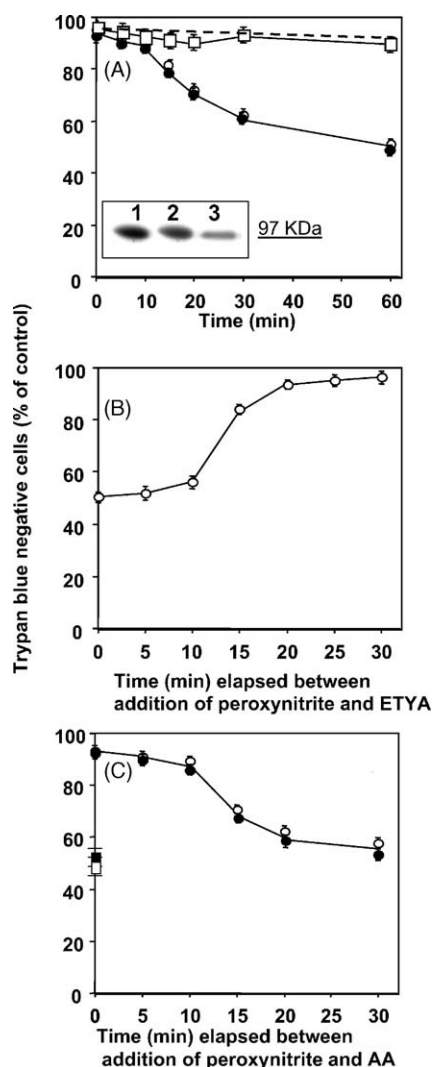 Trypan blue negative cells (% of control)
100
80
60
40
20
0
(A)
1 2 3
97 KDa
0 10 20 30 40 50 60
Time (min)
100
80
60
40
20
0
(B)
0 5 10 15 20 25 30
Time (min) elapsed between
addition of peroxynitrite and ETYA
100
80
60
40
20
0
(C)
0 5 10 15 20 25 30
Time (min) elapsed between
addition of peroxynitrite and AA